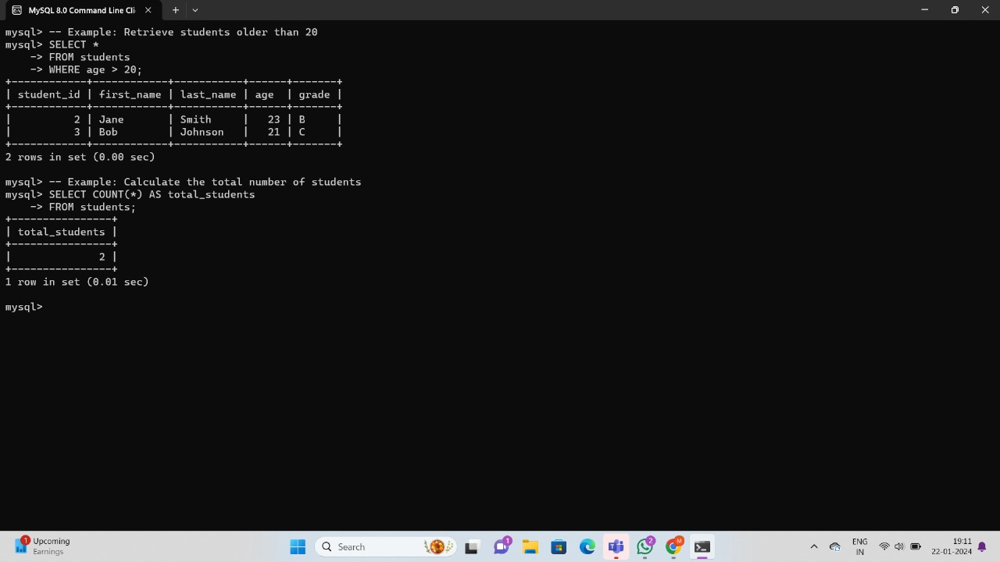 MySQL 8.0 Command Line Cli
mysql> -- Example: Retrieve students older than 20
mysql> SELECT *
    -> FROM students
    -> WHERE age > 20;
+------------+------------+-----------+------+-------+
| student_id | first_name | last_name | age  | grade |
+------------+------------+-----------+------+-------+
|          2 | Jane       | Smith     |   23 | B     |
|          3 | Bob        | Johnson   |   21 | C     |
+------------+------------+-----------+------+-------+
2 rows in set (0.00 sec)
mysql> -- Example: Calculate the total number of students
mysql> SELECT COUNT(*) AS total_students
    -> FROM students;
+----------------+
| total_students |
+----------------+
|              2 |
+----------------+
1 row in set (0.01 sec)
mysql>
1
Upcoming
Earnings
Search
1
2
M
ENG
IN
19:11
22-01-2024